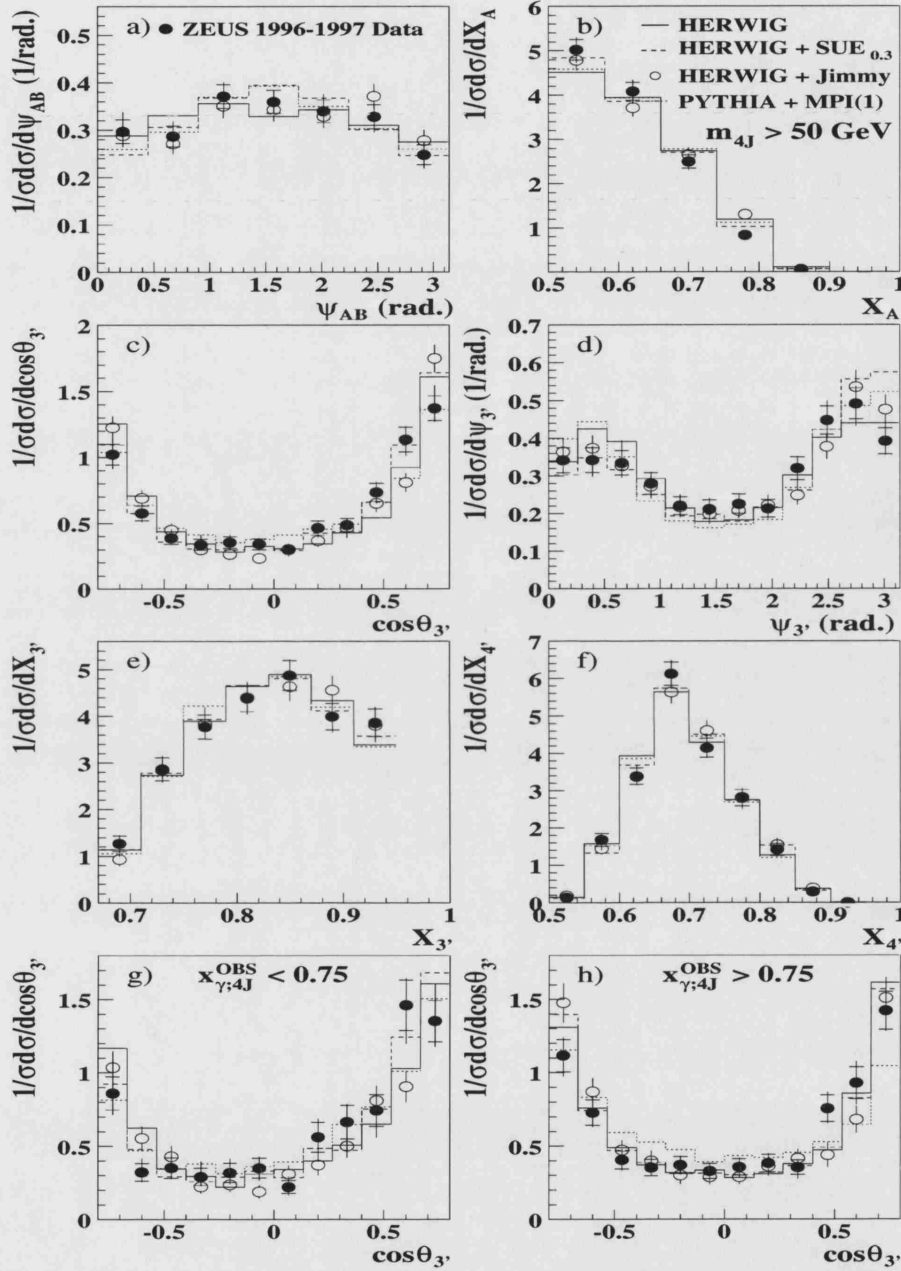 a) ● ZEUS 1996-1997 Data
1/σdσ/dψ_AB (1/rad.)
0.5
0.4
0.3
0.2
0.1
0
0 0.5 1 1.5 2 2.5 3
ψ_AB (rad.)
b) HERWIG
HERWIG + SUE_0.3
HERWIG + Jimmy
PYTHIA + MPI(1)
m_4J > 50 GeV
1/σdσ/dX_A
6
5
4
3
2
1
0.5 0.6 0.7 0.8 0.9 1
X_A
c)
1/σdσ/dcosθ_3'
2
1.5
1
0.5
0
-0.5 0 0.5
cosθ_3'
d)
1/σdσ/dψ_3' (1/rad.)
0.7
0.6
0.5
0.4
0.3
0.2
0.1
0
0 0.5 1 1.5 2 2.5 3
ψ_3' (rad.)
e)
1/σdσ/dX_3'
5
4
3
2
1
0
0.7 0.8 0.9 1
X_3'
f)
1/σdσ/dX_4'
7
6
5
4
3
2
1
0
0.5 0.6 0.7 0.8 0.9 1
X_4'
g) x_γ;4J^OBS < 0.75
1/σdσ/dcosθ_3'
1.5
1
0.5
0
-0.5 0 0.5
cosθ_3'
h) x_γ;4J^OBS > 0.75
1/σdσ/dcosθ_3'
1.5
1
0.5
0
-0.5 0 0.5
cosθ_3'